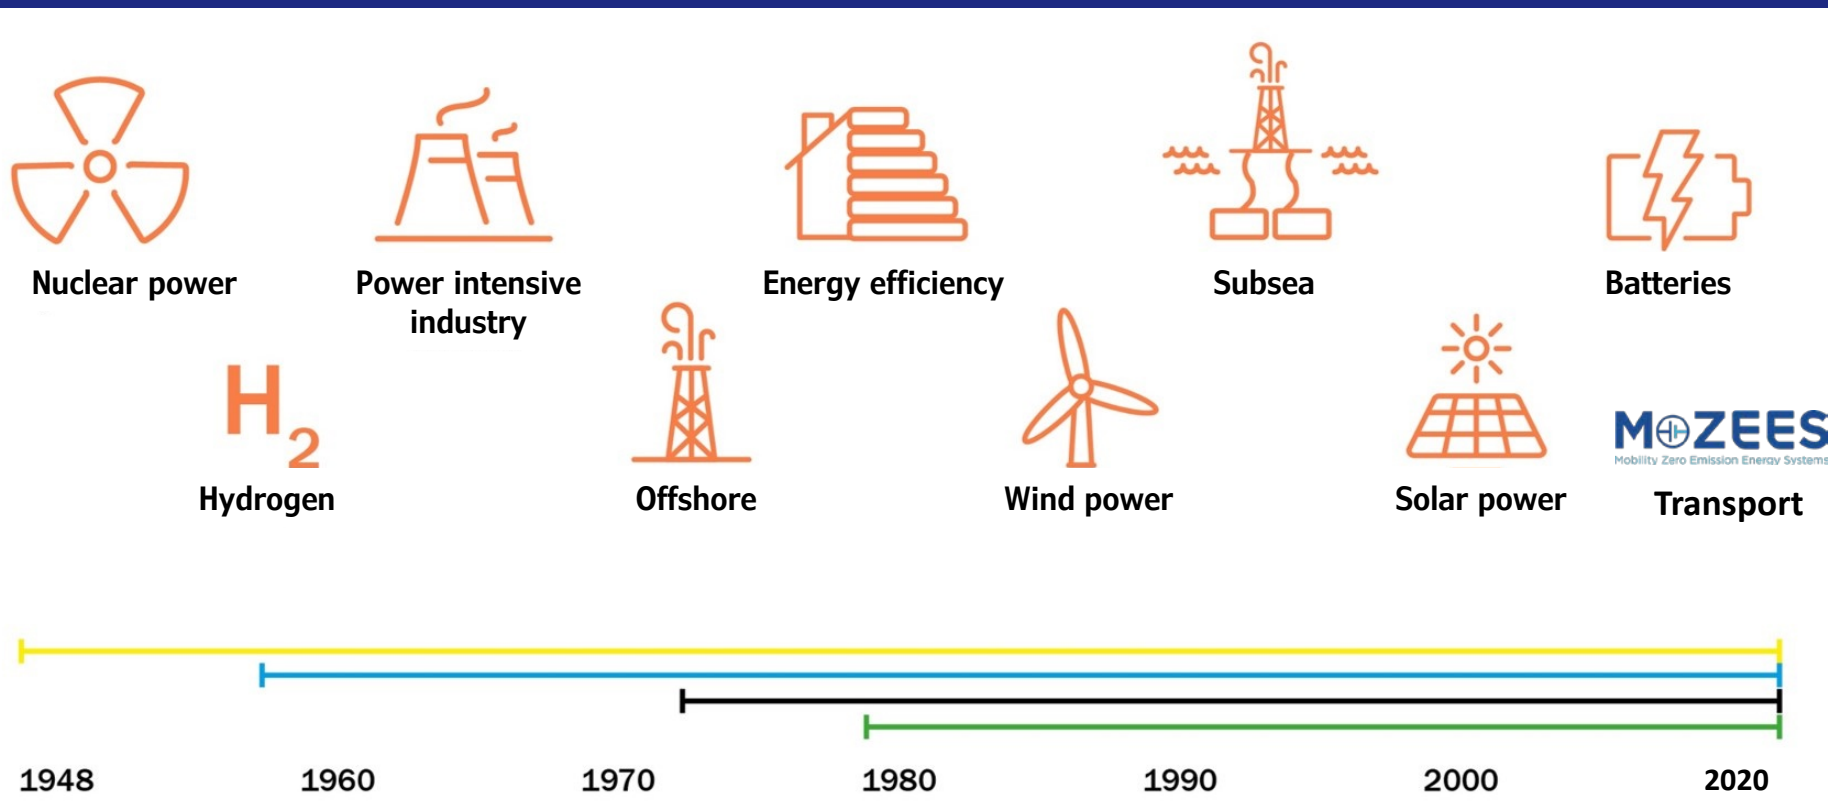 Nuclear power
Power intensive
industry
Energy efficiency
Subsea
Batteries
H2
Hydrogen
Offshore
Wind power
Solar power
MOZEES
Mobility Zero Emission Energy Systems
Transport
1948 1960 1970 1980 1990 2000 2020